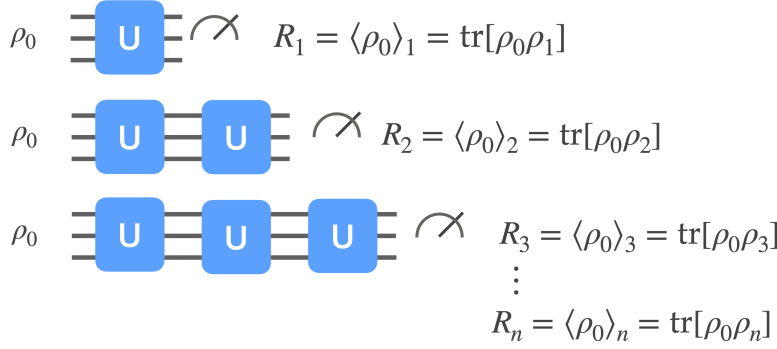 ρ₀ U R₁ = ⟨ρ₀⟩₁ = tr[ρ₀ρ₁]
ρ₀ U U R₂ = ⟨ρ₀⟩₂ = tr[ρ₀ρ₂]
ρ₀ U U U R₃ = ⟨ρ₀⟩₃ = tr[ρ₀ρ₃]
⋮
Rₙ = ⟨ρ₀⟩ₙ = tr[ρ₀ρₙ]